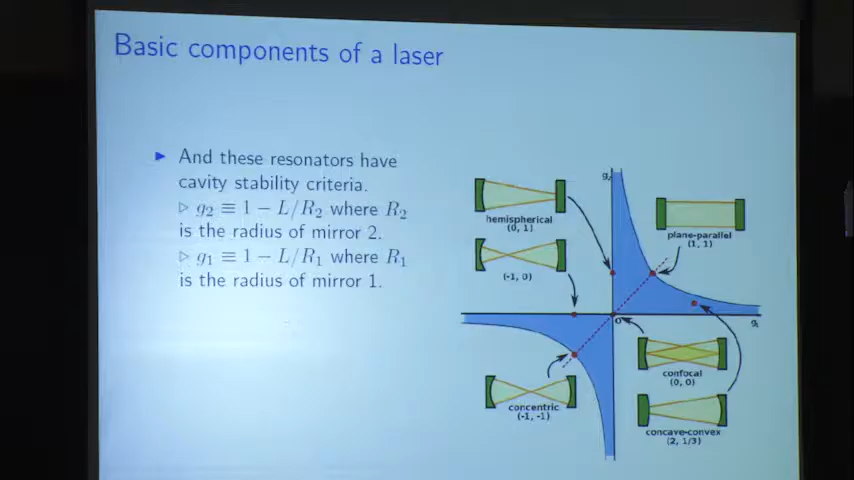 Basic components of a laser
▶ And these resonators have
cavity stability criteria.
▷ g₂ ≡ 1 − L/R₂ where R₂
is the radius of mirror 2.
▷ g₁ ≡ 1 − L/R₁ where R₁
is the radius of mirror 1.
g₂
hemispherical
(0, 1)
plane-parallel
(1, 1)
(-1, 0)
0
g₁
confocal
(0, 0)
concentric
(-1, -1)
concave-convex
(2, 1/3)